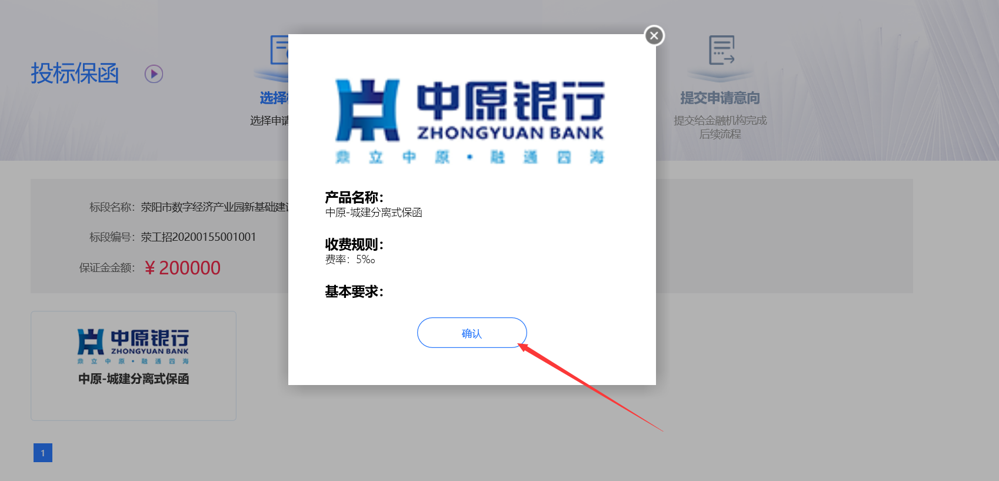 投标保函
选择
选择申请
提交申请意向
提交给金融机构完成
后续流程
中原银行
ZHONGYUAN BANK
鼎立中原·融通四海
产品名称：
中原-城建分离式保函
收费规则：
费率：5‰
基本要求：
确认
标段名称：荥阳市数字经济产业园新基础建
标段编号：荥工招20200155001001
保证金金额：￥200000
中原银行
ZHONGYUAN BANK
鼎立中原·融通四海
中原-城建分离式保函
1